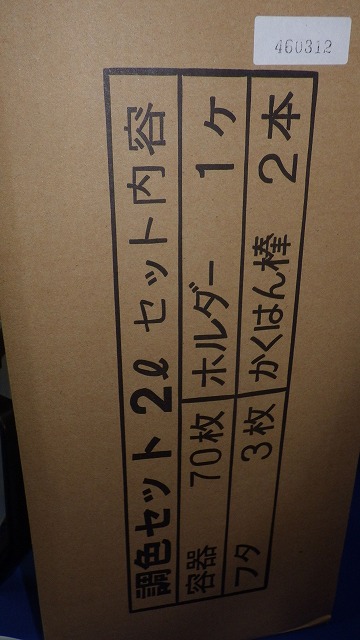 460312
調色セット 2ℓ セット内容
容器 70枚 ホルダー 1ヶ
フタ 3枚 かくはん棒 2本